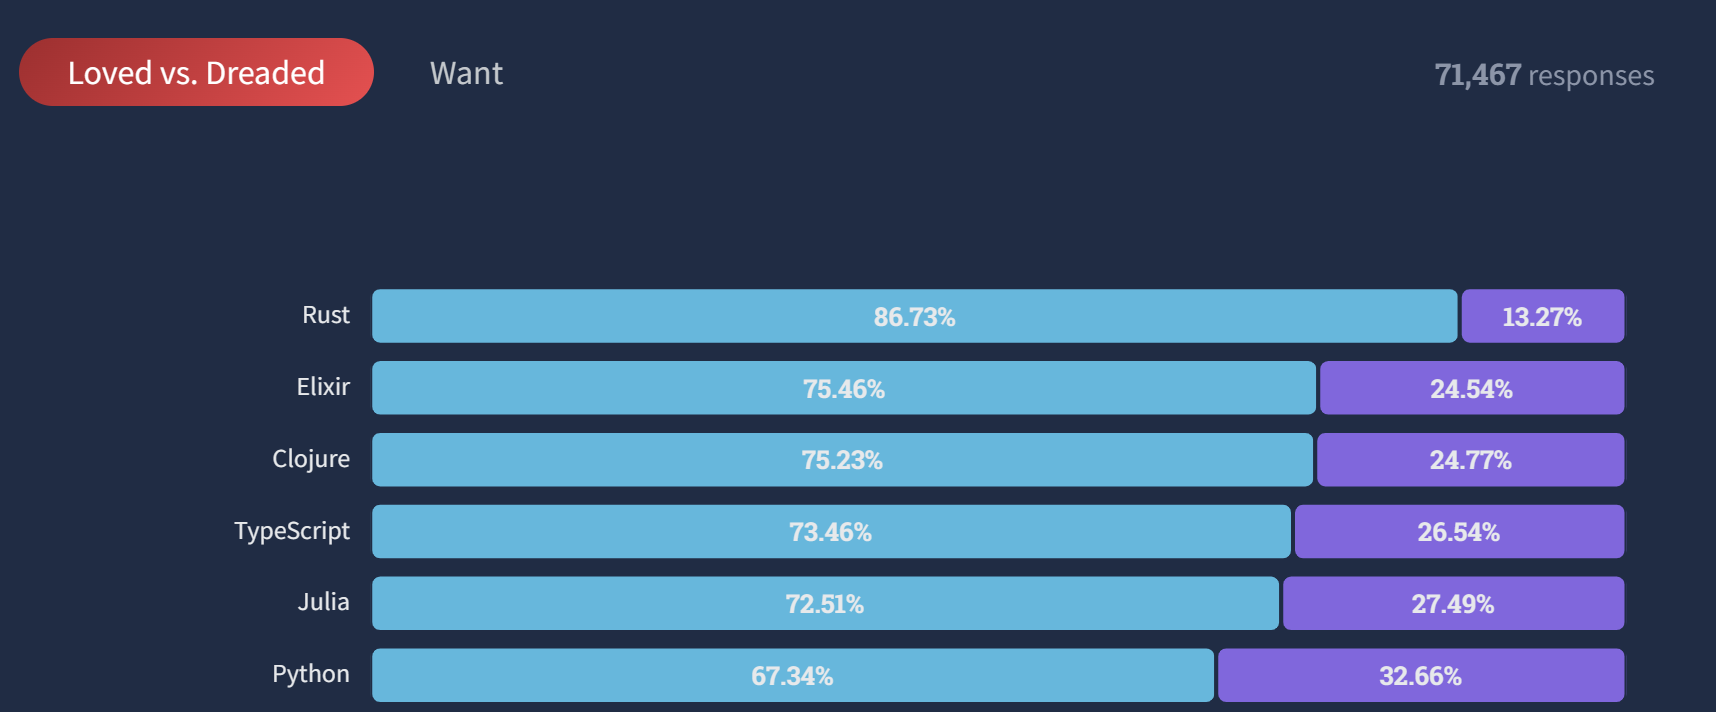 Loved vs. Dreaded Want 71,467 responses
Rust 86.73% 13.27%
Elixir 75.46% 24.54%
Clojure 75.23% 24.77%
TypeScript 73.46% 26.54%
Julia 72.51% 27.49%
Python 67.34% 32.66%